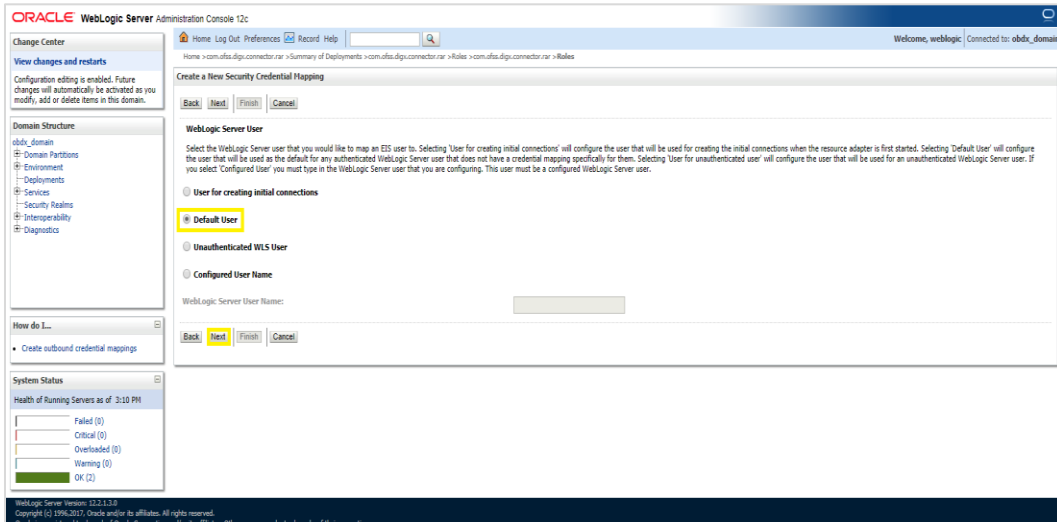 ORACLE WebLogic Server Administration Console 12c
Change Center
View changes and restarts
Configuration editing is enabled. Future
changes will automatically be activated as you
modify, add or delete items in this domain.
Domain Structure
obdx_domain
Domain Partitions
Environment
Deployments
Services
Security Realms
Interoperability
Diagnostics
How do I...
Create outbound credential mappings
System Status
Health of Running Servers as of 3:10 PM
Failed (0)
Critical (0)
Overloaded (0)
Warning (0)
OK (2)
Home Log Out Preferences Record Help
Welcome, weblogic Connected to: obdx_domain
Home >com.ofss.digx.connector.rar >Summary of Deployments >com.ofss.digx.connector.rar >Roles >com.ofss.digx.connector.rar >Roles
Create a New Security Credential Mapping
Back Next Finish Cancel
WebLogic Server User
Select the WebLogic Server user that you would like to map an EIS user to. Selecting 'User for creating initial connections' will configure the user that will be used for creating the initial connections when the resource adapter is first started. Selecting 'Default User' will configure
the user that will be used as the default for any authenticated WebLogic Server user that does not have a credential mapping specifically for them. Selecting 'User for unauthenticated user' will configure the user that will be used for an unauthenticated WebLogic Server user. If
you select 'Configured User' you must type in the WebLogic Server user that you are configuring. This user must be a configured WebLogic Server user.
User for creating initial connections
Default User
Unauthenticated WLS User
Configured User Name
WebLogic Server User Name:
Back Next Finish Cancel
WebLogic Server Version: 12.2.1.3.0
Copyright (c) 1996,2017, Oracle and/or its affiliates. All rights reserved.